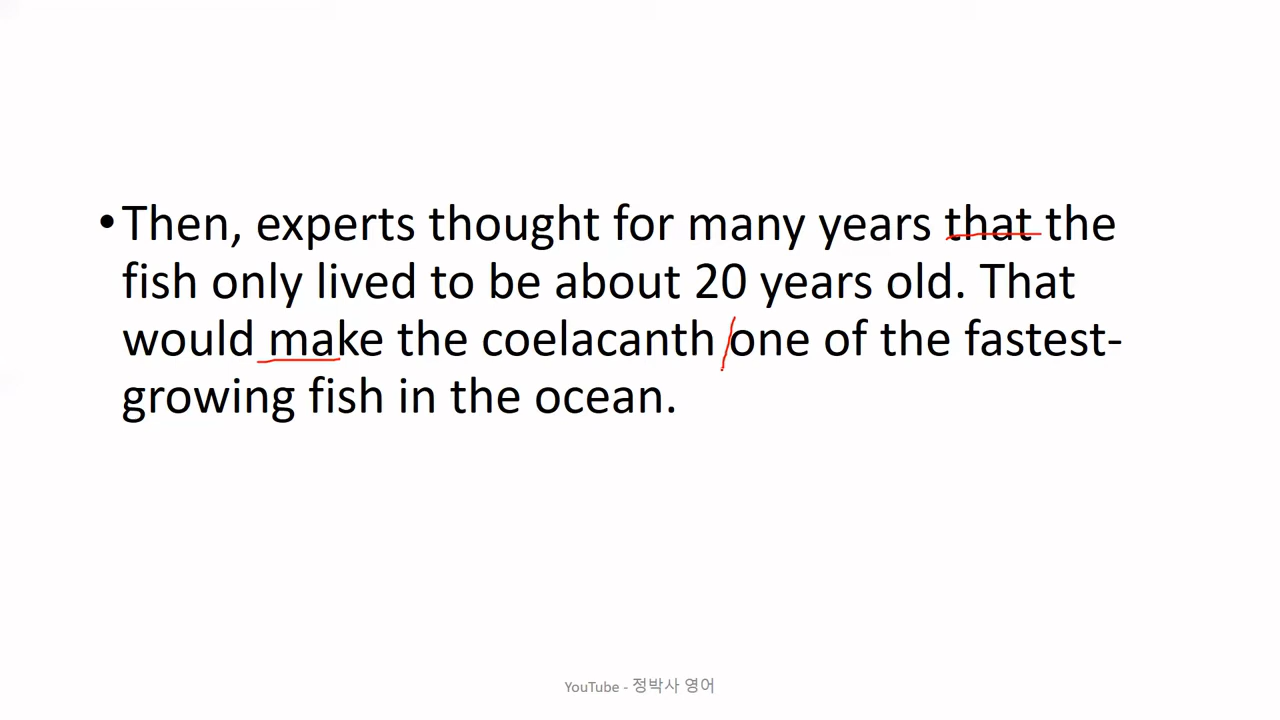 •Then, experts thought for many years that the
fish only lived to be about 20 years old. That
would make the coelacanth one of the fastest-
growing fish in the ocean.
YouTube - 정박사 영어